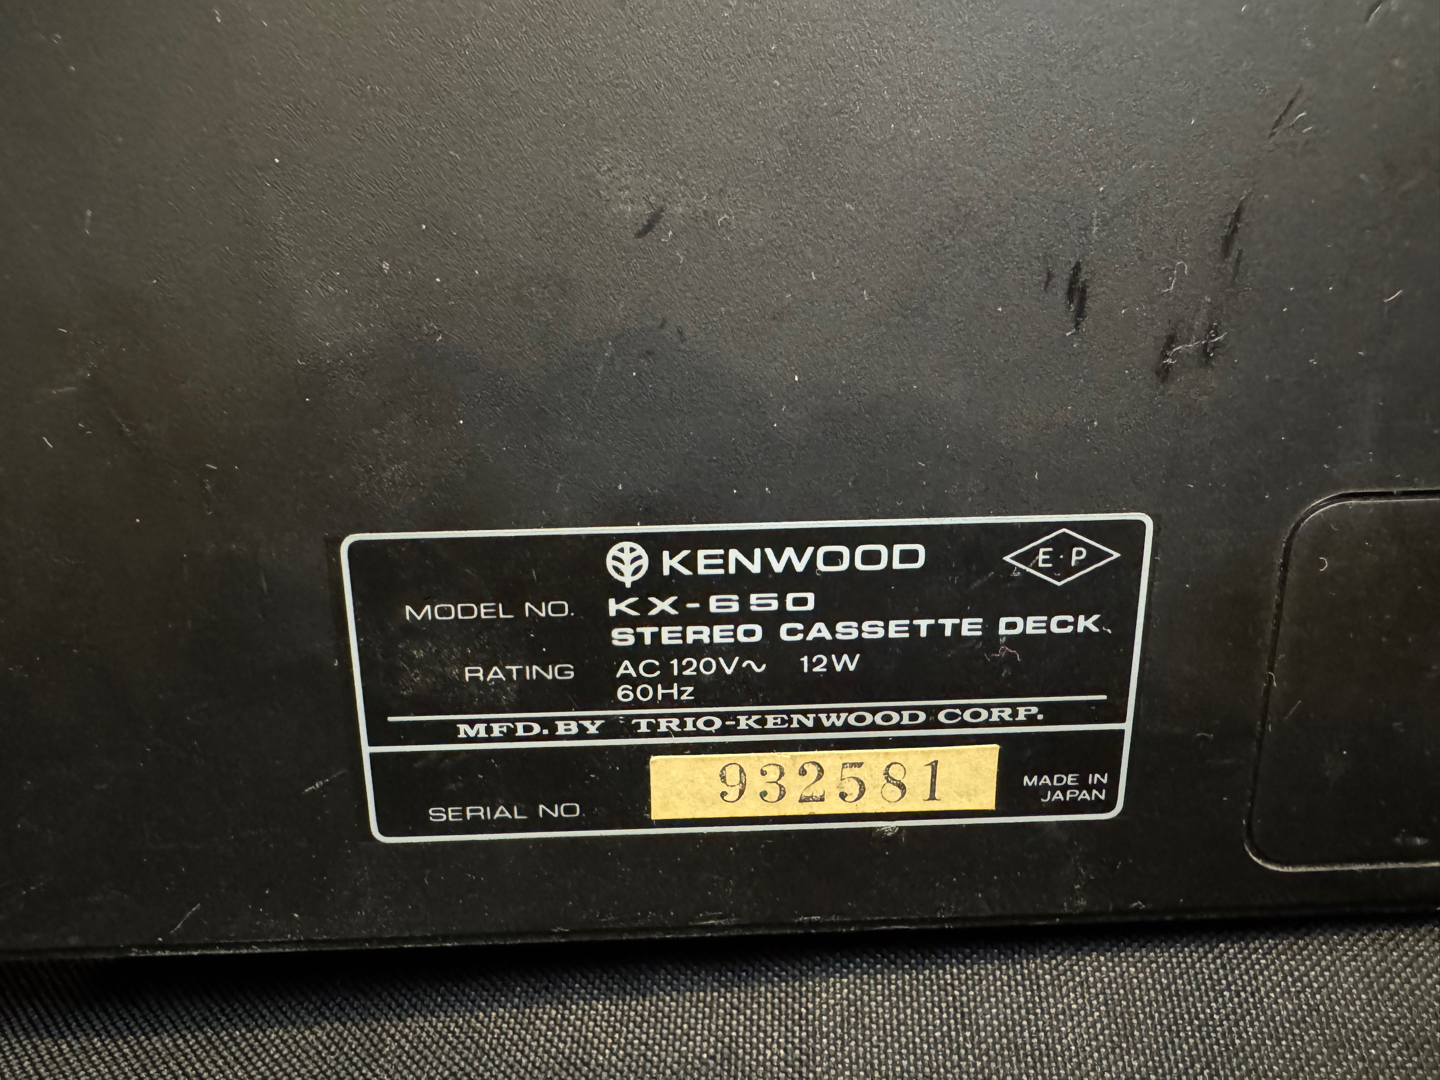 KENWOOD
E·P
MODEL NO. KX-650
STEREO CASSETTE DECK
RATING AC 120V~ 12W
60Hz
MFD. BY TRIO-KENWOOD CORP.
SERIAL NO. 932581
MADE IN
JAPAN